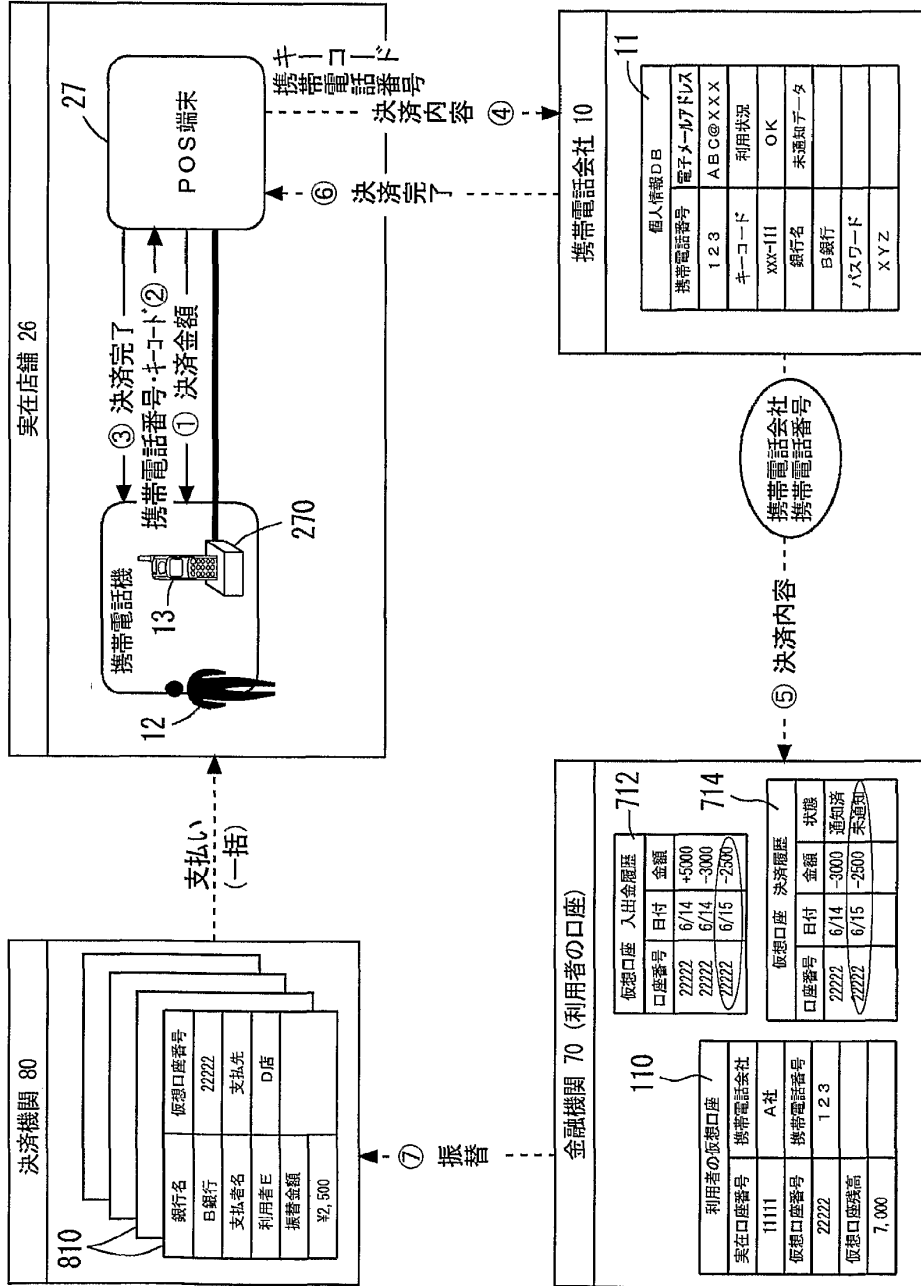 実在店舗 26
27
POS端末
③ 決済完了
携帯電話番号・キーコード②
① 決済金額
携帯電話機
13
270
12
キーコード
携帯電話番号
決済内容 ④
⑥ 決済完了
携帯電話会社 10
11
個人情報DB
携帯電話番号 電子メールアドレス
123 ABC@XXX
キーコード 利用状況
xxx-111 OK
銀行名 未通知データ
B銀行
パスワード
XYZ
携帯電話会社
携帯電話番号
⑤ 決済内容
金融機関 70 (利用者の口座)
110
利用者の仮想口座
実在口座番号 携帯電話会社
11111 A社
仮想口座番号 携帯電話番号
22222 123
仮想口座残高
7,000
712
仮想口座 入出金履歴
口座番号 日付 金額
22222 6/14 +5000
22222 6/14 -3000
22222 6/15 -2500
714
仮想口座 決済履歴
口座番号 日付 金額 状態
22222 6/14 -3000 通知済
22222 6/15 -2500 未通知
⑦ 振替
決済機関 80
810
銀行名 仮想口座番号
B銀行 22222
支払者名 支払先
利用者E D店
振替金額
¥2,500
支払い
(一括)